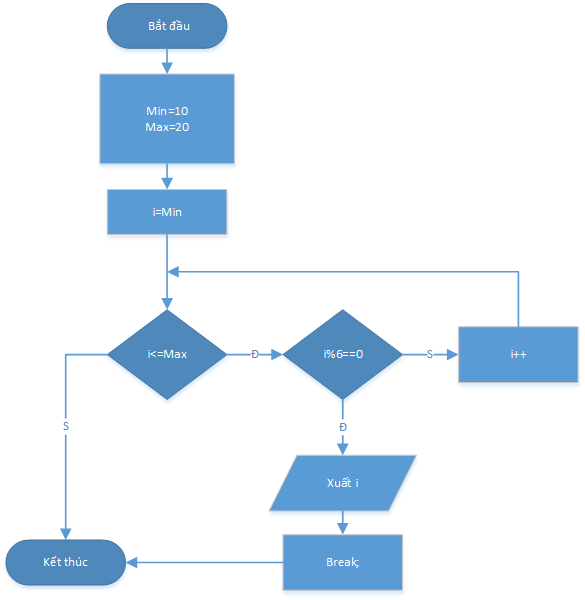 Bắt đầu
Min=10
Max=20
i=Min
i<=Max
Đ
i%6==0
S
i++
S
Đ
Xuất i
Break;
Kết thúc